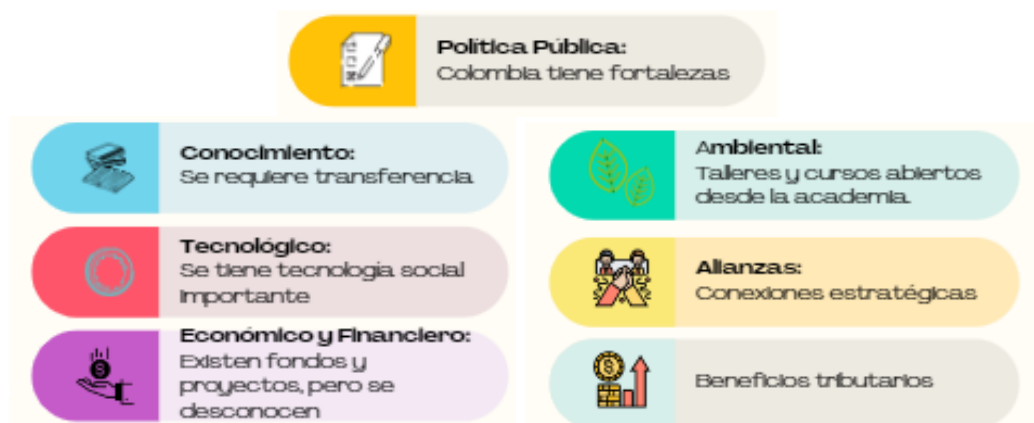 Política Pública:
Colombia tiene fortalezas
Conocimiento:
Se requiere transferencia
Tecnológico:
Se tiene tecnología social
importante
Económico y Financiero:
Existen fondos y
proyectos, pero se
desconocen
Ambiental:
Talleres y cursos abiertos
desde la academia.
Alianzas:
Conexiones estratégicas
Beneficios tributarios